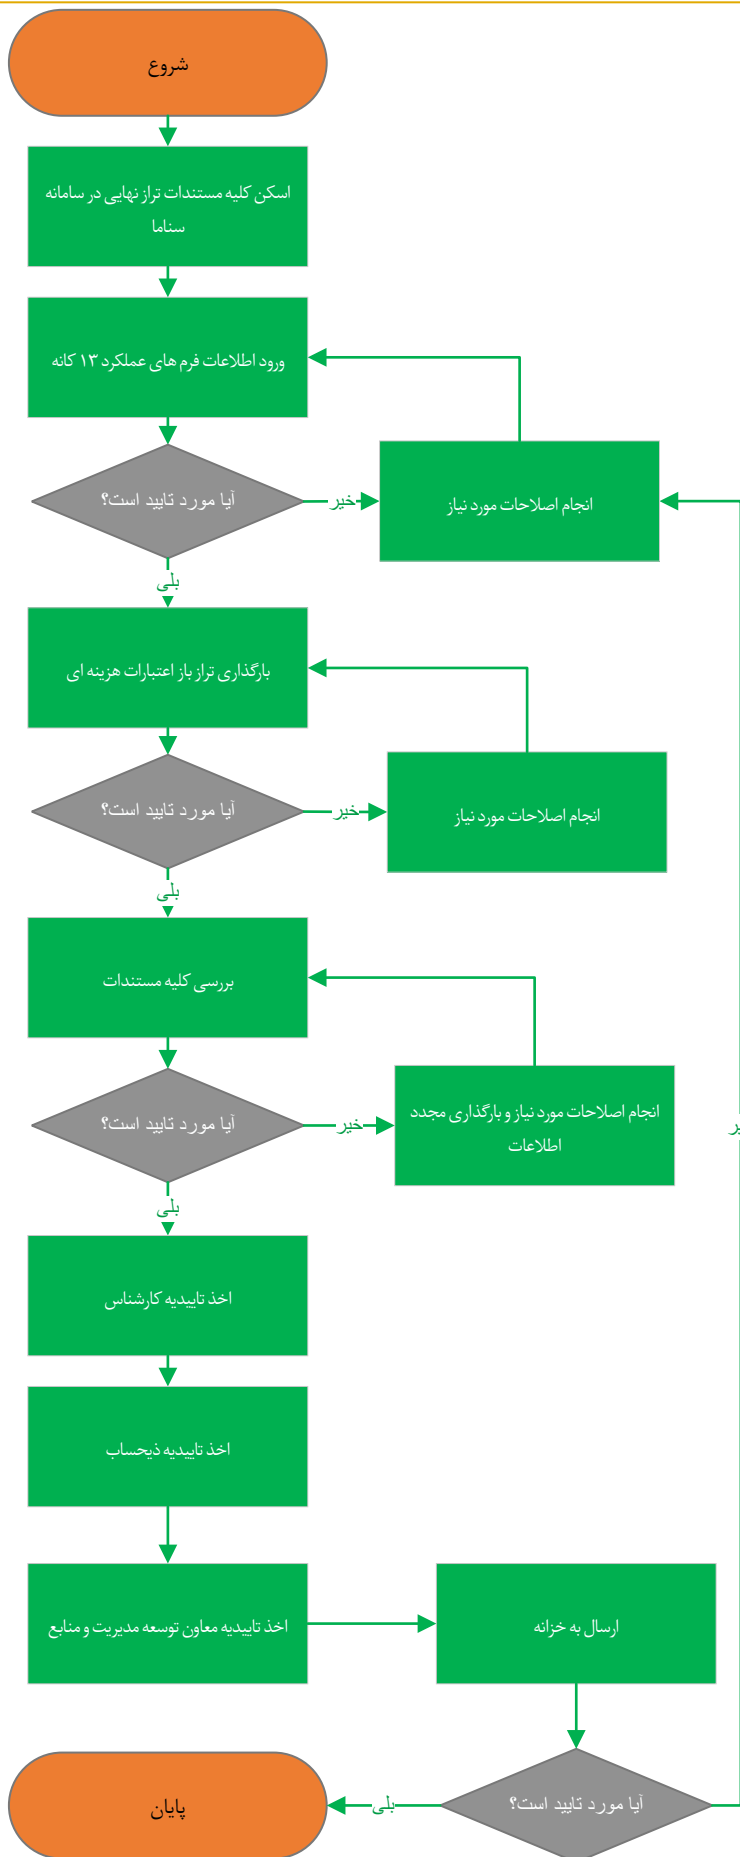 شروع
اسکن کلیه مستندات تراز نهایی در سامانه
سناما
ورود اطلاعات فرم های عملکرد ۱۳ کانه
آیا مورد تایید است؟
خیر
انجام اصلاحات مورد نیاز
بلی
بارگذاری تراز باز اعتبارات هزینه ای
آیا مورد تایید است؟
خیر
انجام اصلاحات مورد نیاز
بلی
بررسی کلیه مستندات
آیا مورد تایید است؟
خیر
انجام اصلاحات مورد نیاز و بارگذاری مجدد
اطلاعات
بلی
اخذ تاییدیه کارشناس
اخذ تاییدیه ذیحساب
اخذ تاییدیه معاون توسعه مدیریت و منابع
ارسال به خزانه
آیا مورد تایید است؟
بلی
پایان